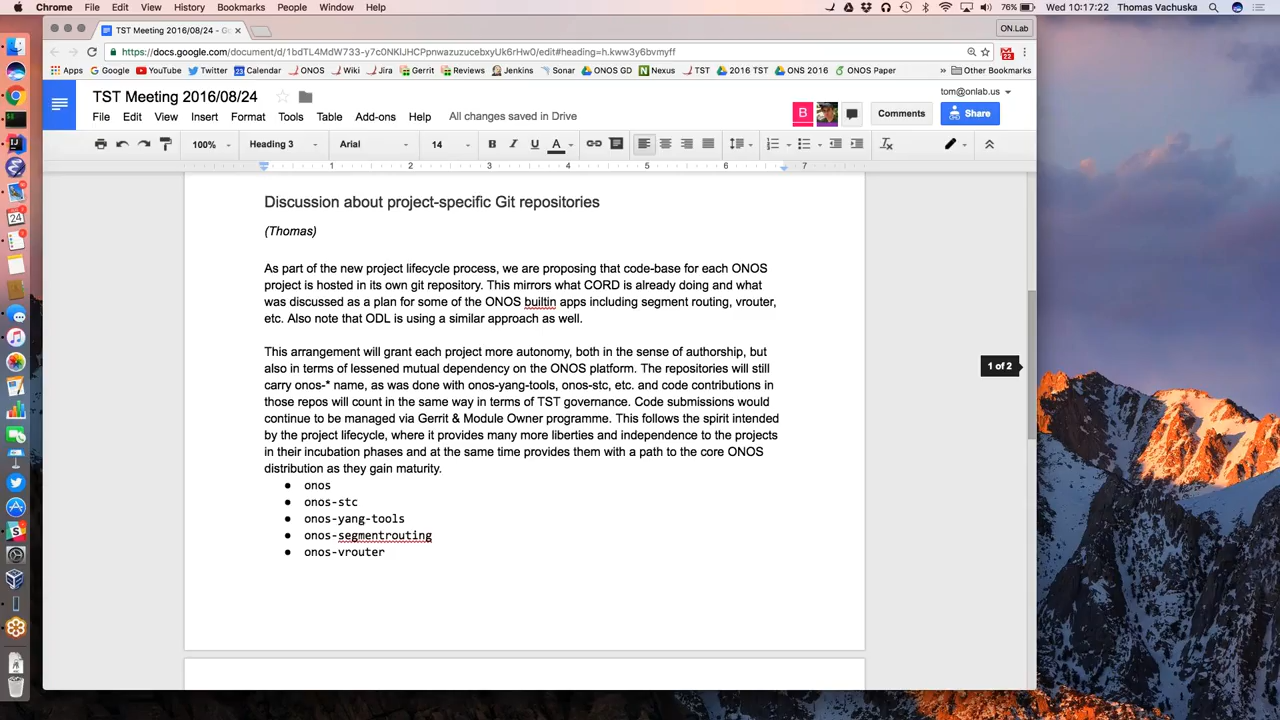 Chrome File Edit View History Bookmarks People Window Help 76% Wed 10:17:22 Thomas Vachuska
TST Meeting 2016/08/24 - G
ON.Lab
https://docs.google.com/document/d/1bdTL4MdW733-y7c0NKIJHCPpnwazuzucebxyUk6rHw0/edit#heading=h.kww3y6bvmyff
22
Apps Google YouTube Twitter Calendar ONOS Wiki Jira Gerrit Reviews Jenkins Sonar ONOS GD Nexus TST 2016 TST ONS 2016 ONOS Paper » Other Bookmarks
TST Meeting 2016/08/24
tom@onlab.us
File Edit View Insert Format Tools Table Add-ons Help All changes saved in Drive
B
Comments
Share
100% Heading 3 Arial 14 B I U A
1 2 3 4 5 6 7
Discussion about project-specific Git repositories
(Thomas)
As part of the new project lifecycle process, we are proposing that code-base for each ONOS
project is hosted in its own git repository. This mirrors what CORD is already doing and what
was discussed as a plan for some of the ONOS builtin apps including segment routing, vrouter,
etc. Also note that ODL is using a similar approach as well.
This arrangement will grant each project more autonomy, both in the sense of authorship, but
also in terms of lessened mutual dependency on the ONOS platform. The repositories will still
carry onos-* name, as was done with onos-yang-tools, onos-stc, etc. and code contributions in
those repos will count in the same way in terms of TST governance. Code submissions would
continue to be managed via Gerrit & Module Owner programme. This follows the spirit intended
by the project lifecycle, where it provides many more liberties and independence to the projects
in their incubation phases and at the same time provides them with a path to the core ONOS
distribution as they gain maturity.
● onos
● onos-stc
● onos-yang-tools
● onos-segmentrouting
● onos-vrouter
1 of 2
24